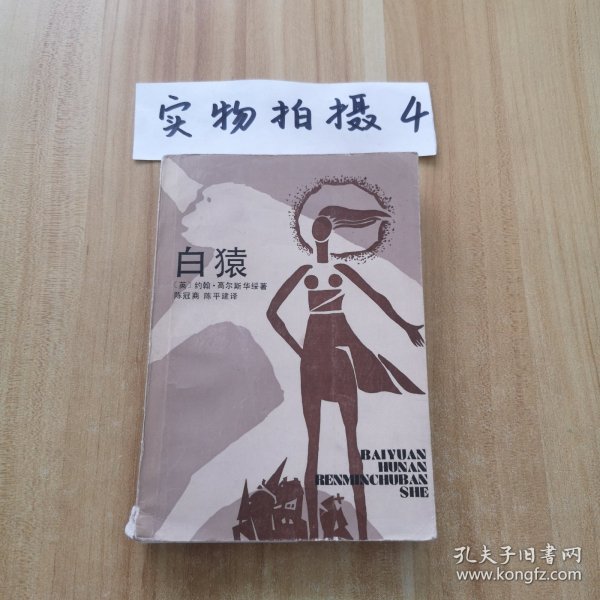 实物拍摄4
白猿
〔英〕约翰·高尔斯华绥著
陈冠商 陈平建译
BAIYUAN
HUNAN
RENMINCHUBAN
SHE
孔夫子旧书网
www.kongfz.com